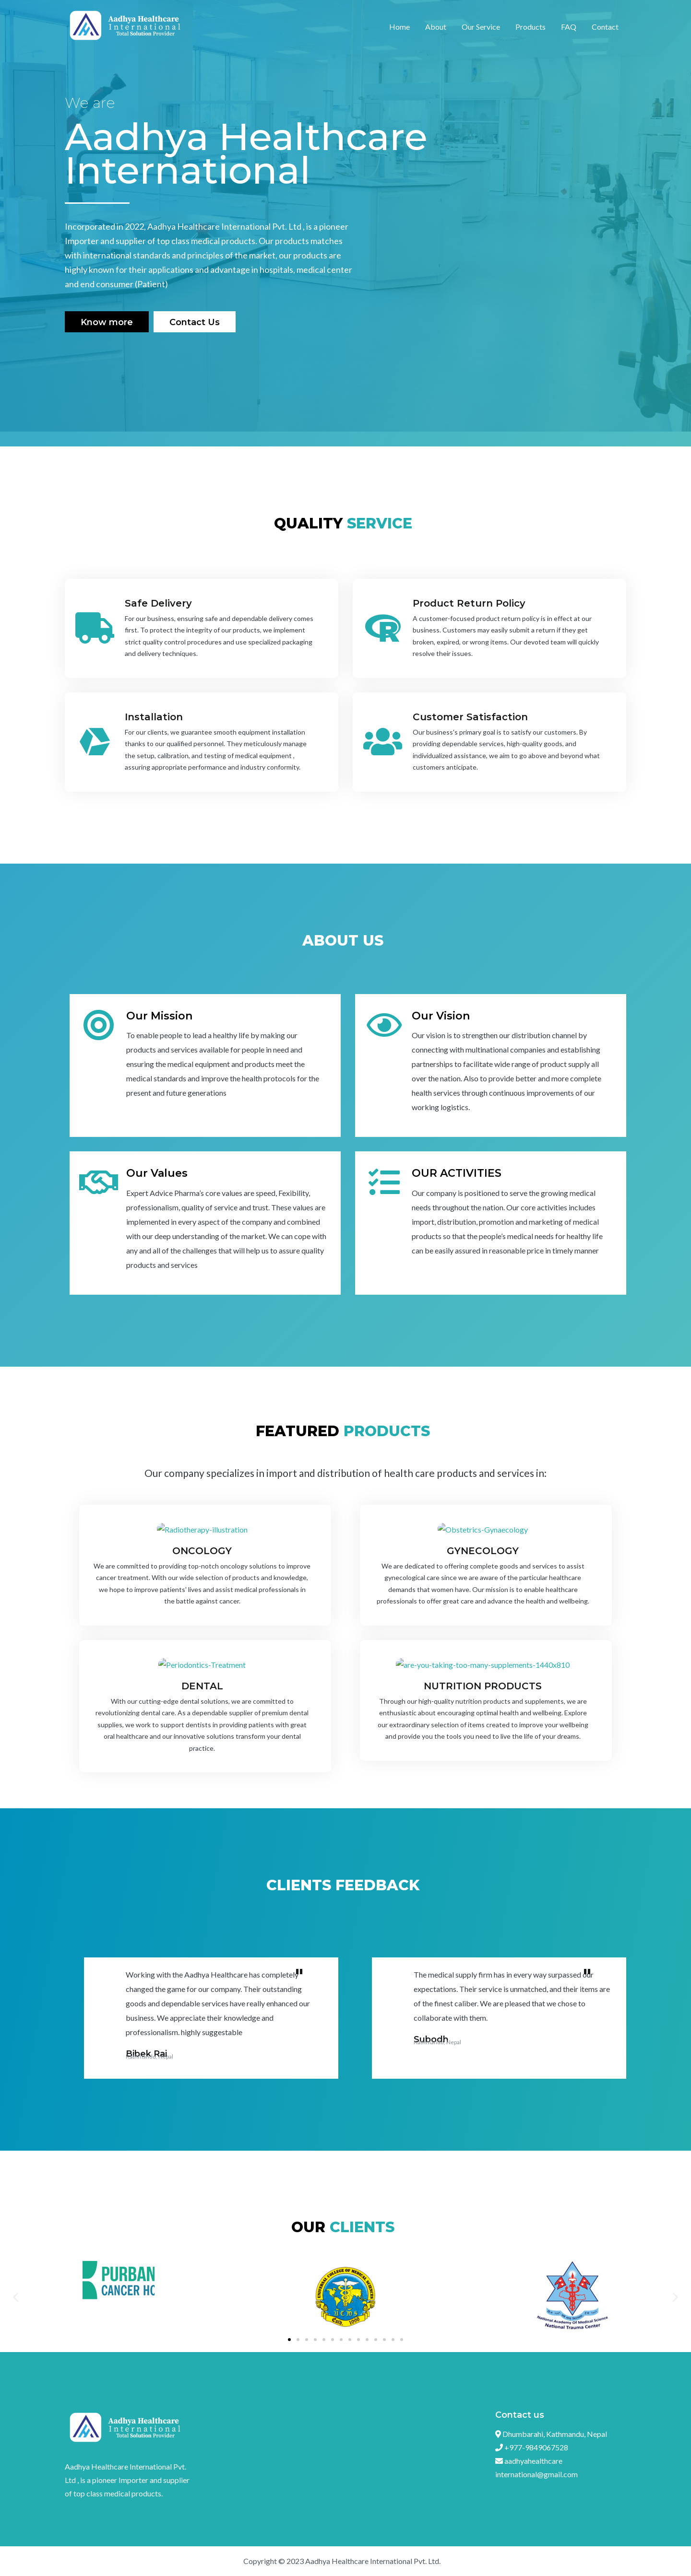 Aadhya Healthcare
International
Total Solution Provider
Home About Our Service Products FAQ Contact
We are
Aadhya Healthcare
International
Incorporated in 2022, Aadhya Healthcare International Pvt. Ltd , is a pioneer
Importer and supplier of top class medical products. Our products matches
with international standards and principles of the market, our products are
highly known for their applications and advantage in hospitals, medical center
and end consumer (Patient)
Know more Contact Us
QUALITY SERVICE
Safe Delivery
For our business, ensuring safe and dependable delivery comes
first. To protect the integrity of our products, we implement
strict quality control procedures and use specialized packaging
and delivery techniques.
Product Return Policy
A customer-focused product return policy is in effect at our
business. Customers may easily submit a return if they get
broken, expired, or wrong items. Our devoted team will quickly
resolve their issues.
Installation
For our clients, we guarantee smooth equipment installation
thanks to our qualified personnel. They meticulously manage
the setup, calibration, and testing of medical equipment ,
assuring appropriate performance and industry conformity.
Customer Satisfaction
Our business's primary goal is to satisfy our customers. By
providing dependable services, high-quality goods, and
individualized assistance, we aim to go above and beyond what
customers anticipate.
ABOUT US
Our Mission
To enable people to lead a healthy life by making our
products and services available for people in need and
ensuring the medical equipment and products meet the
medical standards and improve the health protocols for the
present and future generations
Our Vision
Our vision is to strengthen our distribution channel by
connecting with multinational companies and establishing
partnerships to facilitate wide range of product supply all
over the nation. Also to provide better and more complete
health services through continuous improvements of our
working logistics.
Our Values
Expert Advice Pharma's core values are speed, Fexibility,
professionalism, quality of service and trust. These values are
implemented in every aspect of the company and combined
with our deep understanding of the market. We can cope with
any and all of the challenges that will help us to assure quality
products and services
OUR ACTIVITIES
Our company is positioned to serve the growing medical
needs throughout the nation. Our core activities includes
import, distribution, promotion and marketing of medical
products so that the people's medical needs for healthy life
can be easily assured in reasonable price in timely manner
FEATURED PRODUCTS
Our company specializes in import and distribution of health care products and services in:
Radiotherapy-illustration
ONCOLOGY
We are committed to providing top-notch oncology solutions to improve
cancer treatment. With our wide selection of products and knowledge,
we hope to improve patients' lives and assist medical professionals in
the battle against cancer.
Obstetrics-Gynaecology
GYNECOLOGY
We are dedicated to offering complete goods and services to assist
gynecological care since we are aware of the particular healthcare
demands that women have. Our mission is to enable healthcare
professionals to offer great care and advance the health and wellbeing.
Periodontics-Treatment
DENTAL
With our cutting-edge dental solutions, we are committed to
revolutionizing dental care. As a dependable supplier of premium dental
supplies, we work to support dentists in providing patients with great
oral healthcare and our innovative solutions transform your dental
practice.
are-you-taking-too-many-supplements-1440x810
NUTRITION PRODUCTS
Through our high-quality nutrition products and supplements, we are
enthusiastic about encouraging optimal health and wellbeing. Explore
our extraordinary selection of items created to improve your wellbeing
and provide you the tools you need to live the life of your dreams.
CLIENTS FEEDBACK
Working with the Aadhya Healthcare has completely
changed the game for our company. Their outstanding
goods and dependable services have really enhanced our
business. We appreciate their knowledge and
professionalism. highly suggestable
Bibek Rai
The medical supply firm has in every way surpassed our
expectations. Their service is unmatched, and their items are
of the finest caliber. We are pleased that we chose to
collaborate with them.
Subodh
Nepal
OUR CLIENTS
PURBAN
CANCER HO
UCMS
National Academy Of Medical Science
National Trauma Center
Aadhya Healthcare
International
Total Solution Provider
Aadhya Healthcare International Pvt.
Ltd , is a pioneer Importer and supplier
of top class medical products.
Contact us
Dhumbarahi, Kathmandu, Nepal
+977-9849067528
aadhyahealthcare
international@gmail.com
Copyright © 2023 Aadhya Healthcare International Pvt. Ltd.